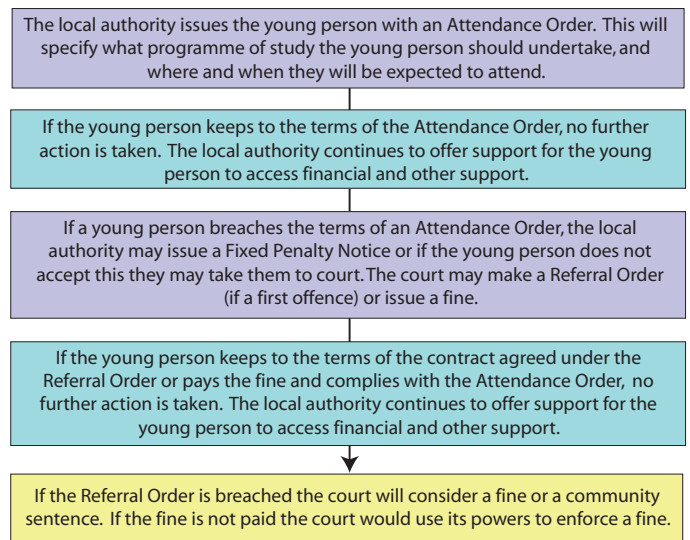 The local authority issues the young person with an Attendance Order. This will
specify what programme of study the young person should undertake, and
where and when they will be expected to attend.
If the young person keeps to the terms of the Attendance Order, no further
action is taken. The local authority continues to offer support for the young
person to access financial and other support.
If a young person breaches the terms of an Attendance Order, the local
authority may issue a Fixed Penalty Notice or if the young person does not
accept this they may take them to court. The court may make a Referral Order
(if a first offence) or issue a fine.
If the young person keeps to the terms of the contract agreed under the
Referral Order or pays the fine and complies with the Attendance Order, no
further action is taken. The local authority continues to offer support for the
young person to access financial and other support.
If the Referral Order is breached the court will consider a fine or a community
sentence. If the fine is not paid the court would use its powers to enforce a fine.